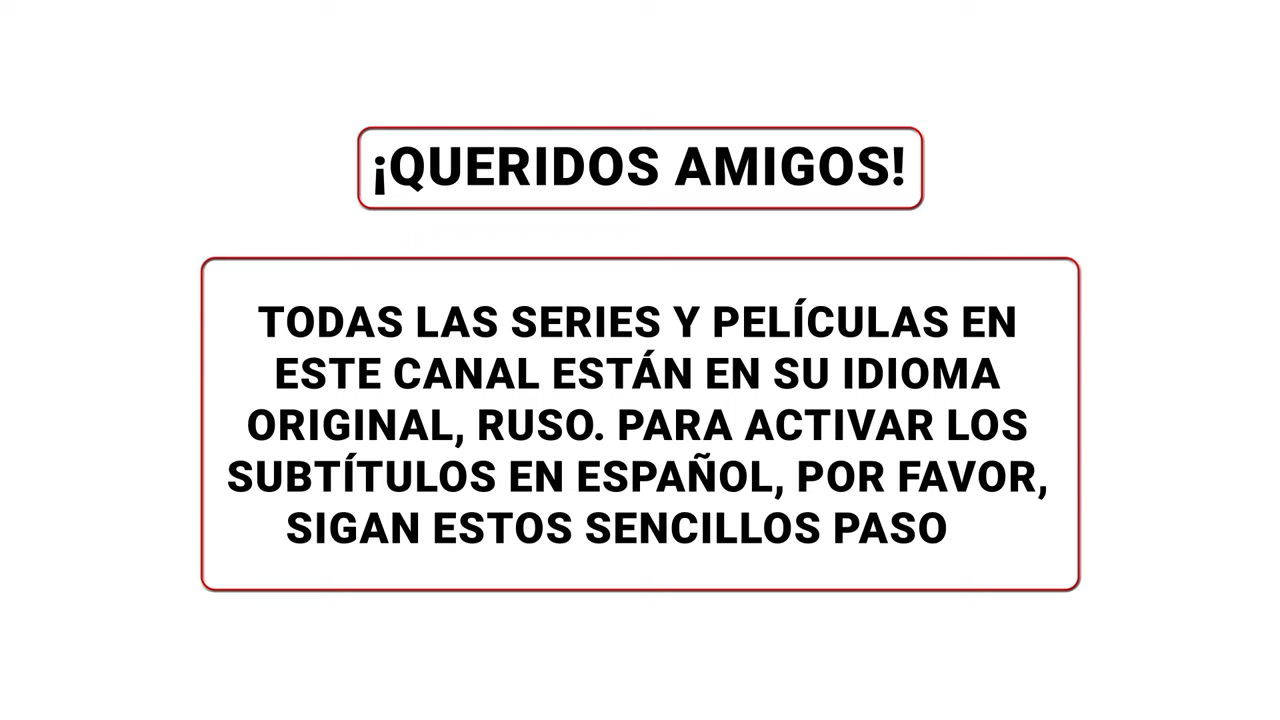 ¡QUERIDOS AMIGOS!
TODAS LAS SERIES Y PELÍCULAS EN
ESTE CANAL ESTÁN EN SU IDIOMA
ORIGINAL, RUSO. PARA ACTIVAR LOS
SUBTÍTULOS EN ESPAÑOL, POR FAVOR,
SIGAN ESTOS SENCILLOS PASO